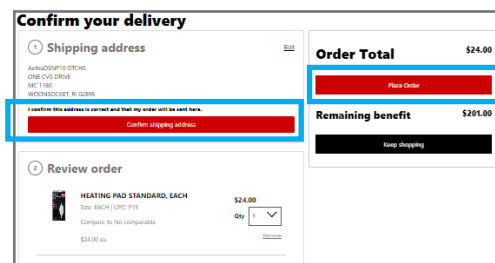 Confirm your delivery
1 Shipping address
Edit
AetnaDSNP10 OTCHS
ONE CVS DRIVE
MC 1180
WOONSOCKET, RI 02895
I confirm this address is correct and that my order will be sent here.
Confirm shipping address
2 Review order
HEATING PAD STANDARD, EACH
Size: EACH | UPC: P15
Compare to No comparable
$24.00 ea.
$24.00
Qty 1
Remove
Order Total $24.00
Place Order
Remaining benefit $201.00
Keep shopping